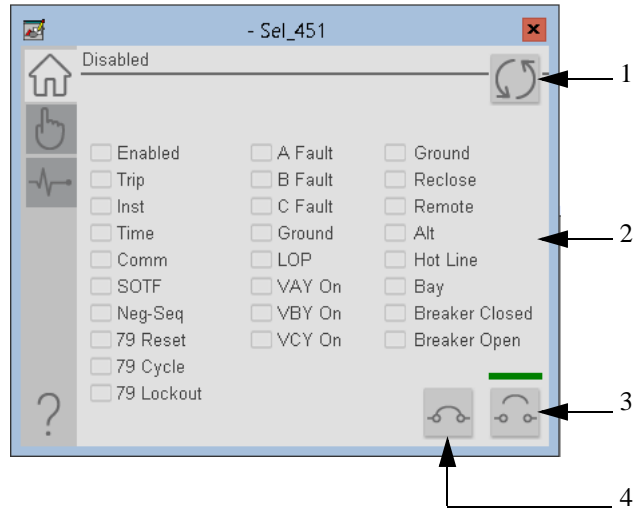 - Sel_451
Disabled
1
Enabled A Fault Ground
Trip B Fault Reclose
Inst C Fault Remote
Time Ground Alt
2
Comm LOP Hot Line
SOTF VAY On Bay
Neg-Seq VBY On Breaker Closed
79 Reset VCY On Breaker Open
79 Cycle
79 Lockout
?
3
4